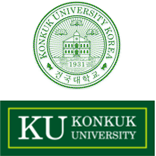 KONKUK UNIVERSITY KOREA
1931
건국대학교
KU KONKUK
UNIVERSITY